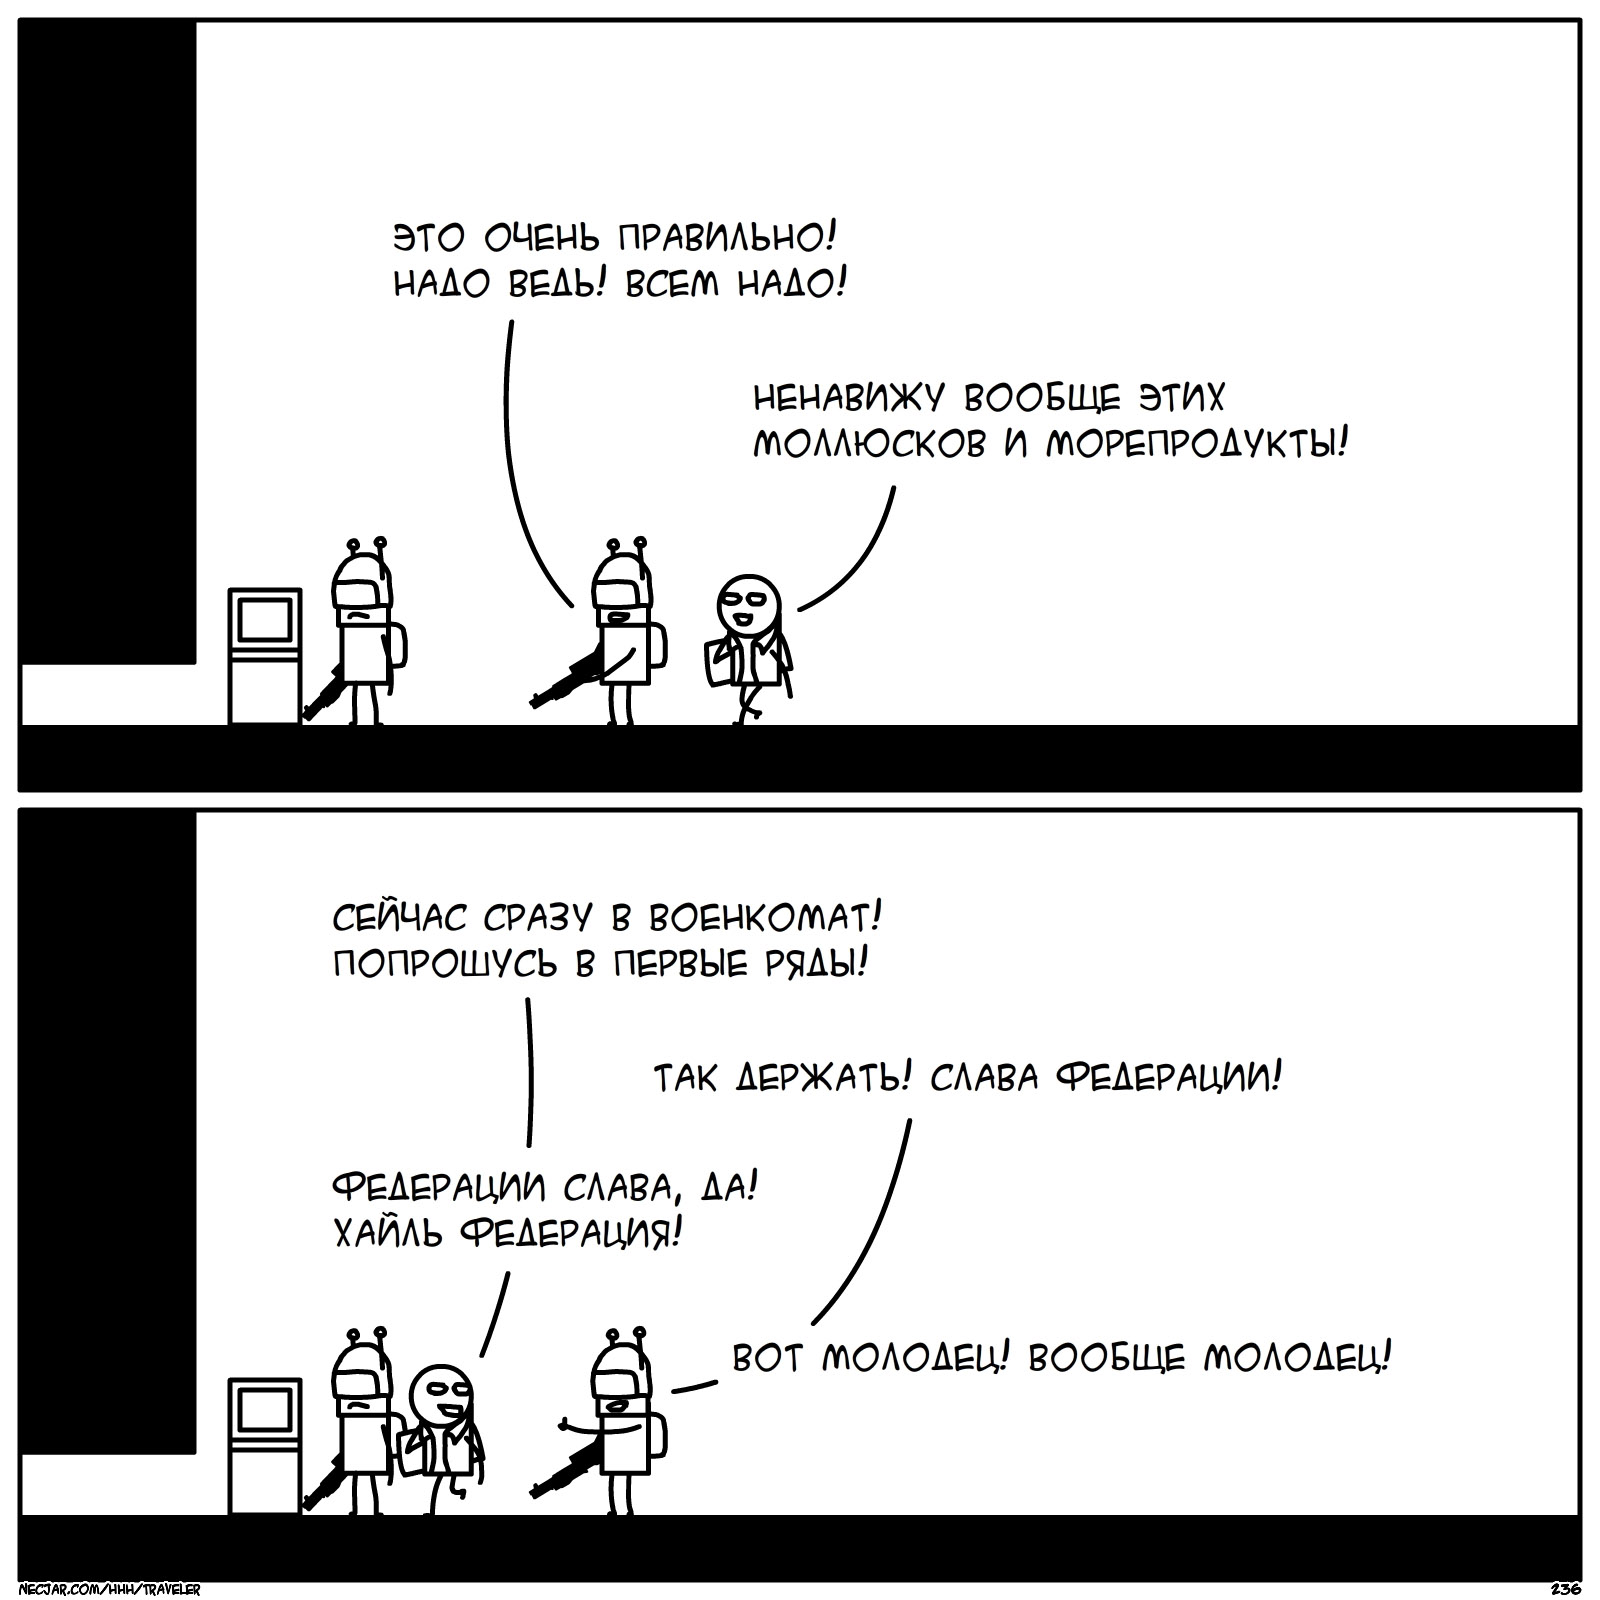 ЭТО ОЧЕНЬ ПРАВИЛЬНО!
НАДО ВЕДЬ! ВСЕМ НАДО!
НЕНАВИЖУ ВООБЩЕ ЭТИХ
МОЛЛЮСКОВ И МОРЕПРОДУКТЫ!
СЕЙЧАС СРАЗУ В ВОЕНКОМАТ!
ПОПРОШУСЬ В ПЕРВЫЕ РЯДЫ!
ТАК ДЕРЖАТЬ! СЛАВА ФЕДЕРАЦИИ!
ФЕДЕРАЦИИ СЛАВА, ДА!
ХАЙЛЬ ФЕДЕРАЦИЯ!
ВОТ МОЛОДЕЦ! ВООБЩЕ МОЛОДЕЦ!
NECJAR.COM/HHH/TRAVELER
236